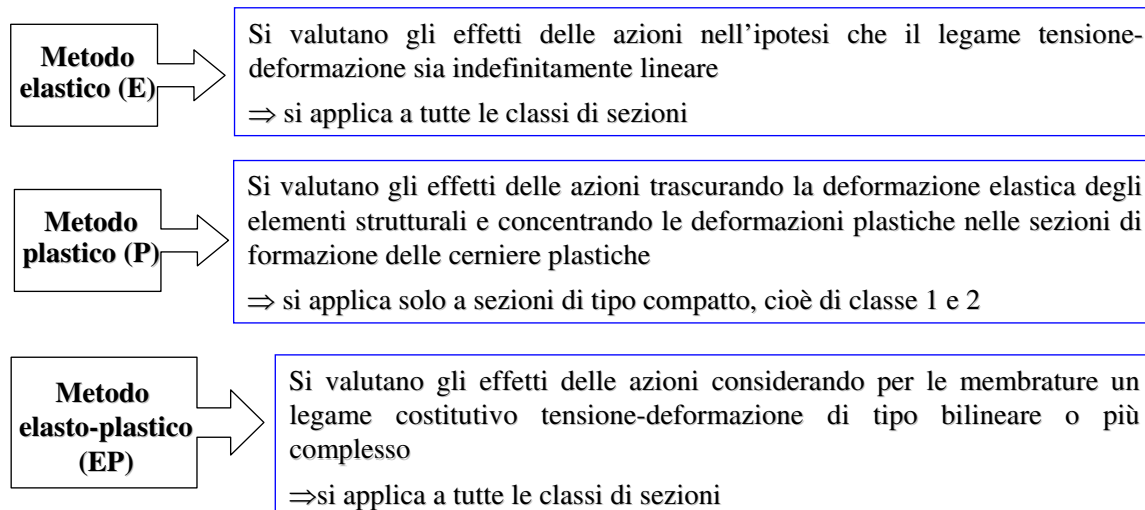 Metodo
elastico (E)
Si valutano gli effetti delle azioni nell'ipotesi che il legame tensione-
deformazione sia indefinitamente lineare
⇒ si applica a tutte le classi di sezioni
Metodo
plastico (P)
Si valutano gli effetti delle azioni trascurando la deformazione elastica degli
elementi strutturali e concentrando le deformazioni plastiche nelle sezioni di
formazione delle cerniere plastiche
⇒ si applica solo a sezioni di tipo compatto, cioè di classe 1 e 2
Metodo
elasto-plastico
(EP)
Si valutano gli effetti delle azioni considerando per le membrature un
legame costitutivo tensione-deformazione di tipo bilineare o più
complesso
⇒si applica a tutte le classi di sezioni